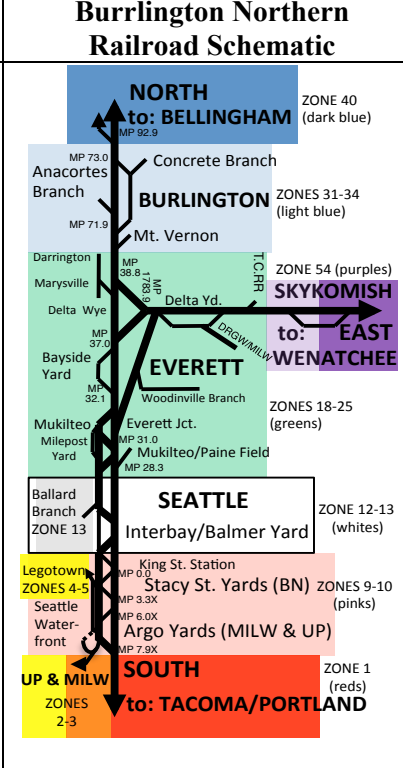 Burrlington Northern
Railroad Schematic
NORTH
to: BELLINGHAM
MP 92.9
ZONE 40
(dark blue)
MP 73.0
Concrete Branch
Anacortes
Branch
BURLINGTON
ZONES 31-34
(light blue)
MP 71.9
Mt. Vernon
Darrington
MP
38.8
MP
1783.9
T.C.RR
ZONE 54 (purples)
Marysville
SKYKOMISH
Delta Yd.
Delta Wye
DRGW/MILW
to: EAST
WENATCHEE
MP
37.0
Bayside
Yard
EVERETT
MP
32.1
Woodinville Branch
ZONES 18-25
(greens)
Mukilteo
Everett Jct.
Milepost
Yard
MP 31.0
Mukilteo/Paine Field
MP 28.3
Ballard
Branch
ZONE 13
SEATTLE
Interbay/Balmer Yard
ZONE 12-13
(whites)
King St. Station
Legotown
ZONES 4-5
MP 0.0
Stacy St. Yards (BN)
ZONES 9-10
(pinks)
MP 3.3X
Seattle
Water-
front
MP 6.0X
Argo Yards (MILW & UP)
MP 7.9X
UP & MILW
ZONES
2-3
SOUTH
to: TACOMA/PORTLAND
ZONE 1
(reds)